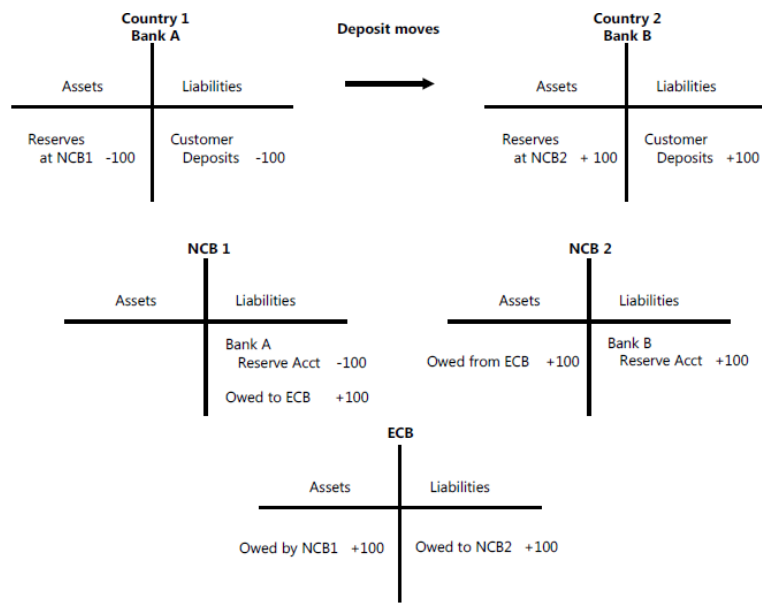 Country 1
Bank A
Deposit moves
Country 2
Bank B
Assets Liabilities
Assets Liabilities
Reserves
at NCB1 -100
Customer
Deposits -100
Reserves
at NCB2 + 100
Customer
Deposits +100
NCB 1
Assets Liabilities
Bank A
Reserve Acct -100
Owed to ECB +100
NCB 2
Assets Liabilities
Owed from ECB +100
Bank B
Reserve Acct +100
ECB
Assets Liabilities
Owed by NCB1 +100
Owed to NCB2 +100